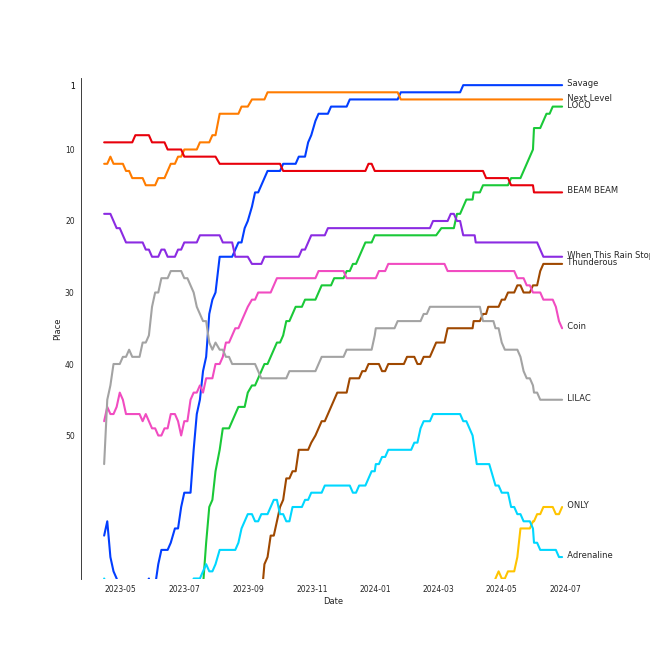 Savage
Next Level
LOCO
BEAM BEAM
When This Rain Stop
Thunderous
Coin
LILAC
ONLY
Adrenaline
1
10
20
30
40
50
Place
2023-05
2023-07
2023-09
2023-11
2024-01
2024-03
2024-05
2024-07
Date